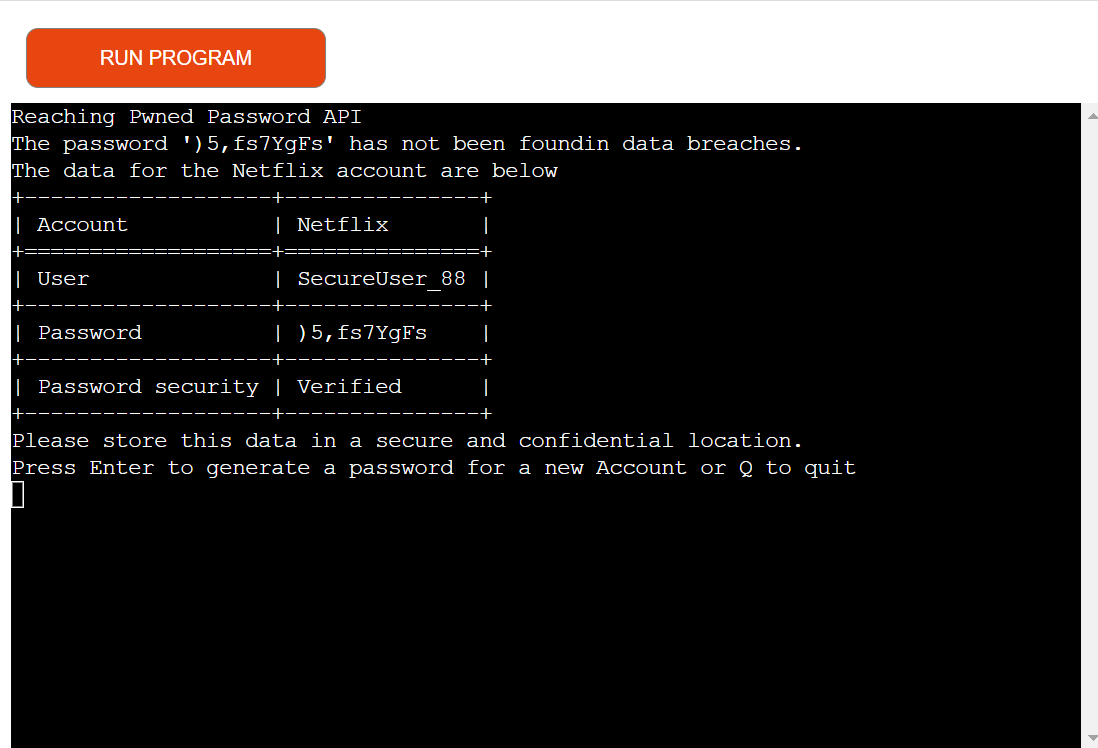 RUN PROGRAM
Reaching Pwned Password API
The password ')5,fs7YgFs' has not been foundin data breaches.
The data for the Netflix account are below
+-------------------+---------------+
| Account           | Netflix       |
+===================+===============+
| User              | SecureUser_88 |
+-------------------+---------------+
| Password          | )5,fs7YgFs    |
+-------------------+---------------+
| Password security | Verified      |
+-------------------+---------------+
Please store this data in a secure and confidential location.
Press Enter to generate a password for a new Account or Q to quit